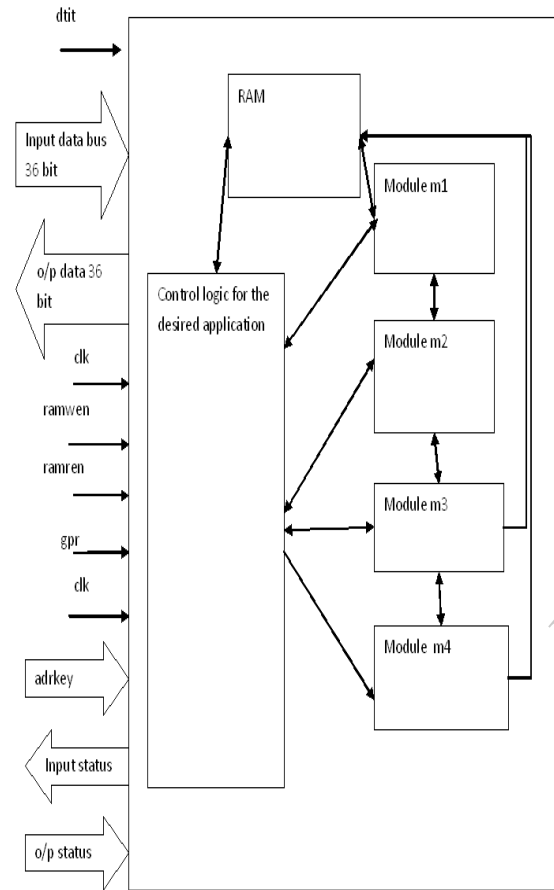 dtit
Input data bus
36 bit
o/p data 36
bit
clk
ramwen
ramren
gpr
clk
adrkey
Input status
o/p status
RAM
Control logic for the
desired application
Module m1
Module m2
Module m3
Module m4